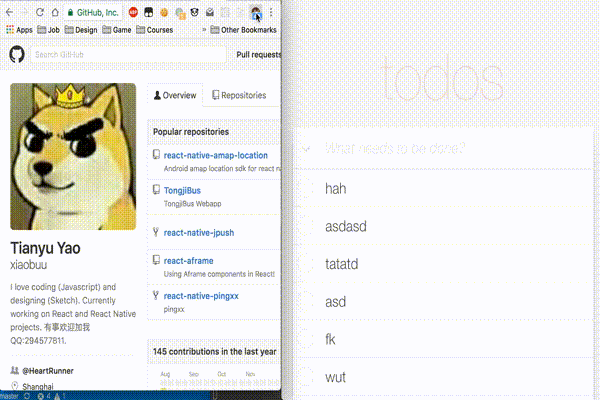 GitHub, Inc.
ABP
Apps Job Design Game Courses » Other Bookmarks
Search GitHub
Pull requests
Overview
Repositories
Popular repositories
react-native-amap-location
Android amap location sdk for react n
TongjiBus
TongjiBus Webapp
react-native-jpush
react-aframe
Using Aframe components in React!
react-native-pingxx
pingxx
145 contributions in the last year
Aug Sep Oct Nov
Tianyu Yao
xiaobuu
I love coding (Javascript) and
designing (Sketch). Currently
working on React and React Native
projects. 有事欢迎加我
QQ:294577811.
@HeartRunner
Shanghai
master 4 1
todos
What needs to be done?
hah
asdasd
tatatd
asd
fk
wut